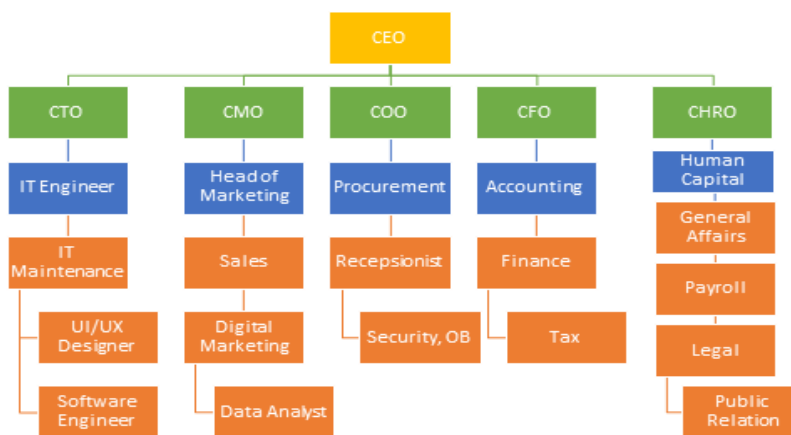 CEO
CTO
CMO
COO
CFO
CHRO
IT Engineer
Head of
Marketing
Procurement
Accounting
Human
Capital
IT
Maintenance
Sales
Recepsionist
Finance
General
Affairs
UI/UX
Designer
Digital
Marketing
Security, OB
Tax
Payroll
Software
Engineer
Data Analyst
Legal
Public
Relation